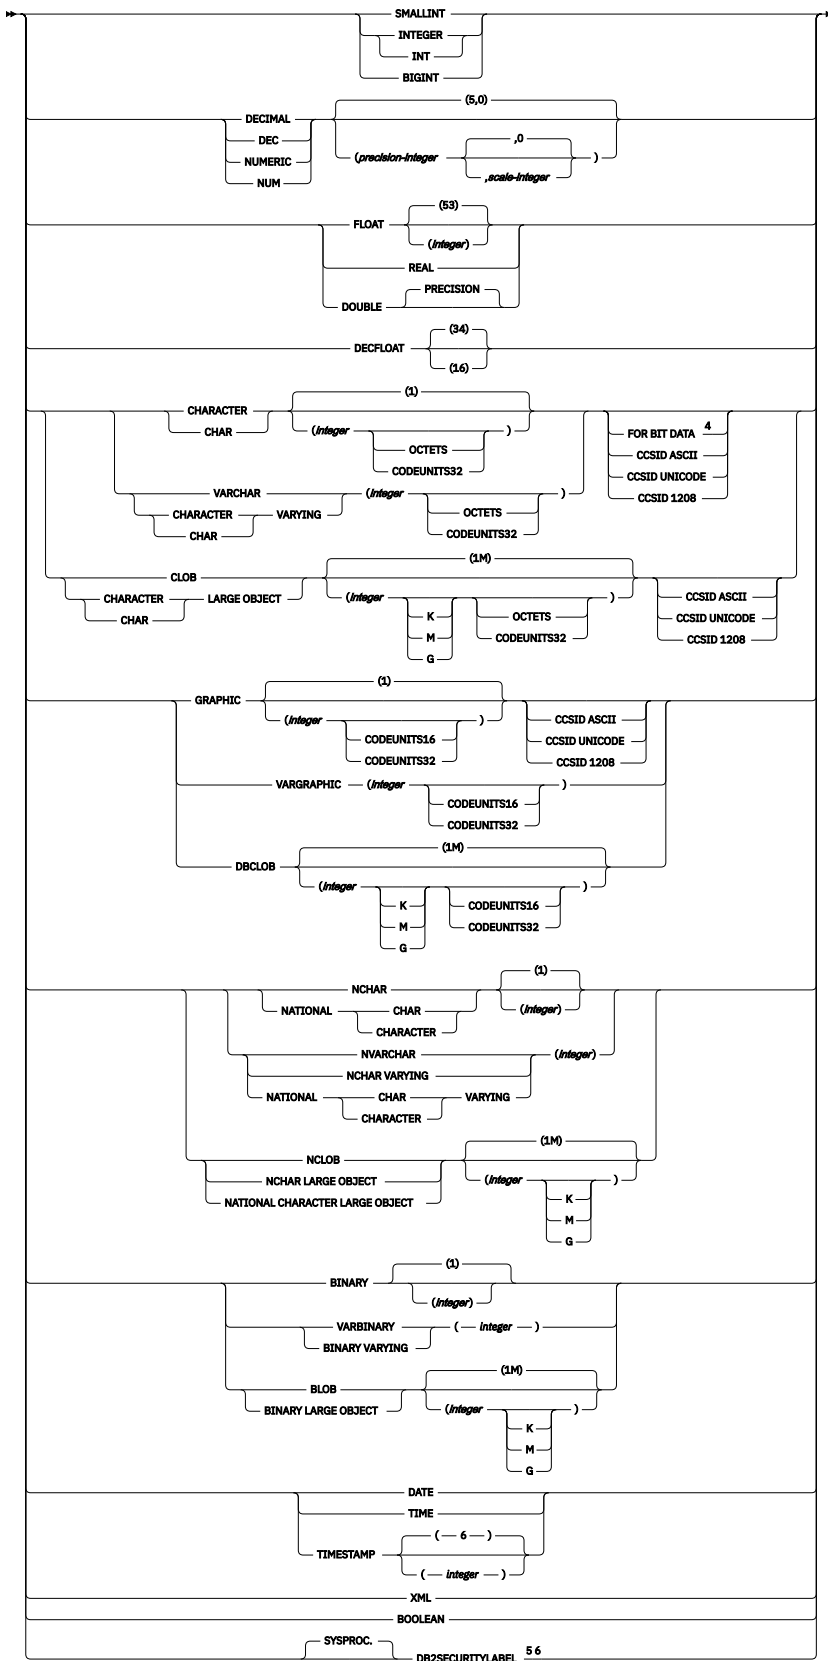 SMALLINT
INTEGER
INT
BIGINT
(5,0)
DECIMAL
DEC
,0
NUMERIC
(precision-integer )
NUM
,scale-integer
(53)
FLOAT
(integer)
REAL
PRECISION
DOUBLE
(34)
DECFLOAT
(16)
(1)
CHARACTER
CHAR
(integer )
OCTETS
CODEUNITS32
FOR BIT DATA 4
CCSID ASCII
CCSID UNICODE
CCSID 1208
VARCHAR (integer )
CHARACTER VARYING
CHAR
OCTETS
CODEUNITS32
(1M)
CLOB
CHARACTER LARGE OBJECT
CHAR
(integer )
K
M
G
OCTETS
CODEUNITS32
CCSID ASCII
CCSID UNICODE
CCSID 1208
(1)
GRAPHIC
(integer )
CODEUNITS16
CODEUNITS32
CCSID ASCII
CCSID UNICODE
CCSID 1208
VARGRAPHIC (integer )
CODEUNITS16
CODEUNITS32
(1M)
DBCLOB
(integer )
K
M
G
CODEUNITS16
CODEUNITS32
(1)
NCHAR
NATIONAL CHAR
CHARACTER
(integer)
NVARCHAR (integer)
NCHAR VARYING
NATIONAL CHAR VARYING
CHARACTER
(1M)
NCLOB
NCHAR LARGE OBJECT
NATIONAL CHARACTER LARGE OBJECT
(integer )
K
M
G
(1)
BINARY
(integer)
VARBINARY ( integer )
BINARY VARYING
(1M)
BLOB
BINARY LARGE OBJECT
(integer )
K
M
G
DATE
TIME
( 6 )
TIMESTAMP
( integer )
XML
BOOLEAN
SYSPROC.
DB2SECURITYLABEL 5 6